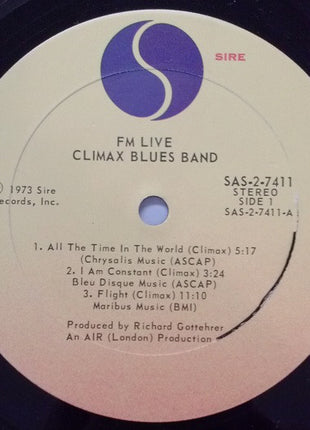 SIRE
FM LIVE
CLIMAX BLUES BAND
℗ 1973 Sire
Records, Inc.
SAS-2-7411
STEREO
SIDE 1
SAS-2-7411-A
1. All The Time In The World (Climax) 5:17
(Chrysalis Music (ASCAP)
2. I Am Constant (Climax) 3:24
Bleu Disque Music (ASCAP)
3. Flight (Climax) 11:10
Maribus Music (BMI)
Produced by Richard Gottehrer
An AIR (London) Production